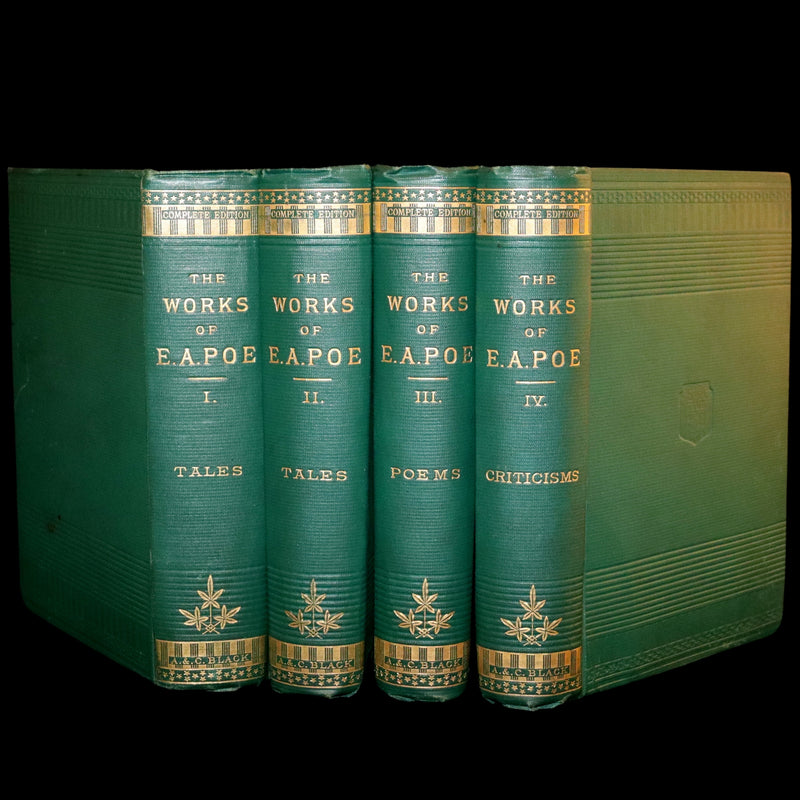 COMPLETE EDITION
THE
WORKS
OF
E.A.POE
I.
TALES
A.& C. BLACK
COMPLETE EDITION
THE
WORKS
OF
E.A.POE
II.
TALES
A.& C. BLACK
COMPLETE EDITION
THE
WORKS
OF
E.A.POE
III.
POEMS
A.& C. BLACK
COMPLETE EDITION
THE
WORKS
OF
E.A.POE
IV.
CRITICISMS
A.& C. BLACK